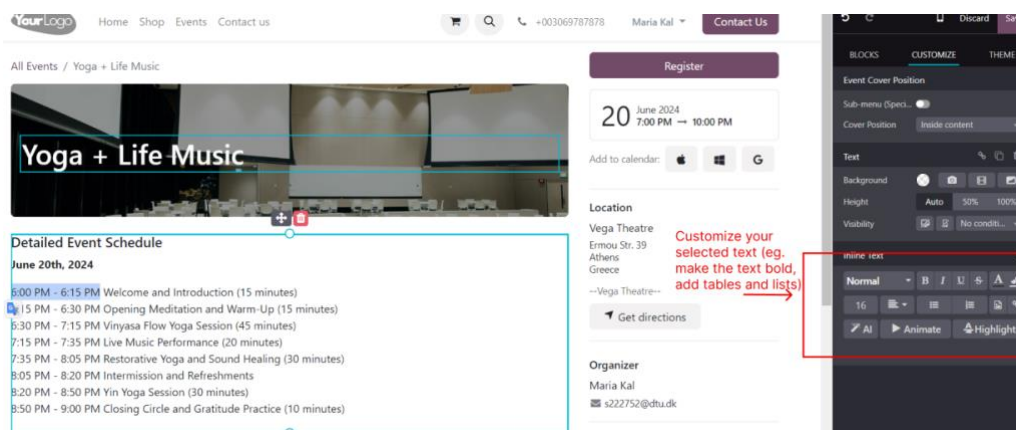 YourLogo
Home Shop Events Contact us
+003069787878
Maria Kal
Contact Us
All Events / Yoga + Life Music
Yoga + Life Music
Detailed Event Schedule
June 20th, 2024
6:00 PM - 6:15 PM Welcome and Introduction (15 minutes)
15 PM - 6:30 PM Opening Meditation and Warm-Up (15 minutes)
6:30 PM - 7:15 PM Vinyasa Flow Yoga Session (45 minutes)
7:15 PM - 7:35 PM Live Music Performance (20 minutes)
7:35 PM - 8:05 PM Restorative Yoga and Sound Healing (30 minutes)
8:05 PM - 8:20 PM Intermission and Refreshments
8:20 PM - 8:50 PM Yin Yoga Session (30 minutes)
8:50 PM - 9:00 PM Closing Circle and Gratitude Practice (10 minutes)
Register
20 June 2024
7:00 PM → 10:00 PM
Add to calendar:
G
Location
Vega Theatre
Ermou Str. 39
Athens
Greece
--Vega Theatre--
Get directions
Organizer
Maria Kal
s222752@dtu.dk
Customize your
selected text (eg.
make the text bold,
add tables and lists)
Discard
BLOCKS CUSTOMIZE THEME
Event Cover Position
Sub-menu (Speci...
Cover Position Inside content
Text
Background
Height Auto 50% 100%
Visibility No conditi...
Inline Text
Normal B I U S A
16
AI Animate Highlight